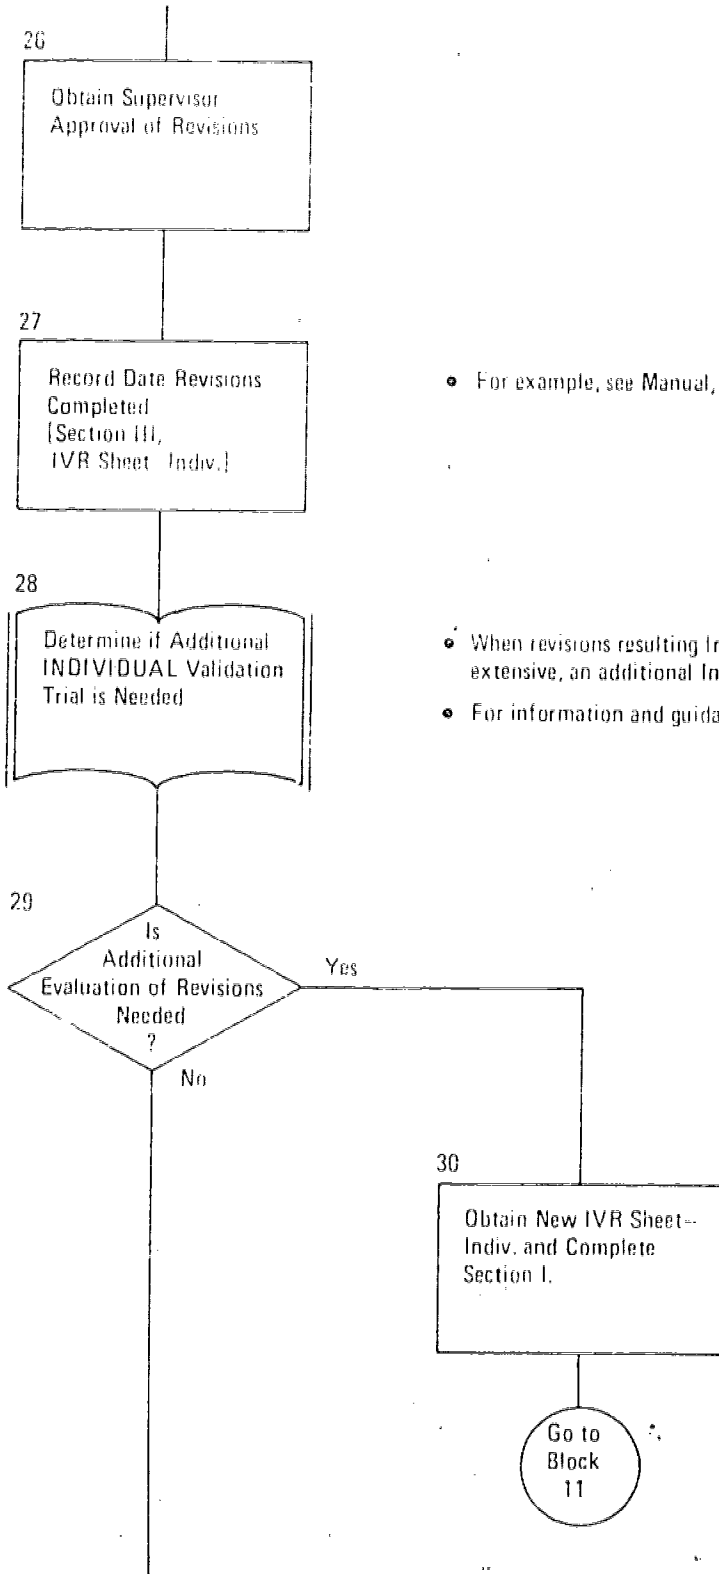 26
Obtain Supervisor
Approval of Revisions
27
Record Date Revisions
Completed
[Section III,
IVR Sheet Indiv.]
• For example, see Manual,
28
Determine if Additional
INDIVIDUAL Validation
Trial is Needed
• When revisions resulting
extensive, an additional
• For information and
29
Is
Additional
Evaluation of Revisions
Needed
?
Yes
No
30
Obtain New IVR Sheet--
Indiv. and Complete
Section I.
Go to
Block
11